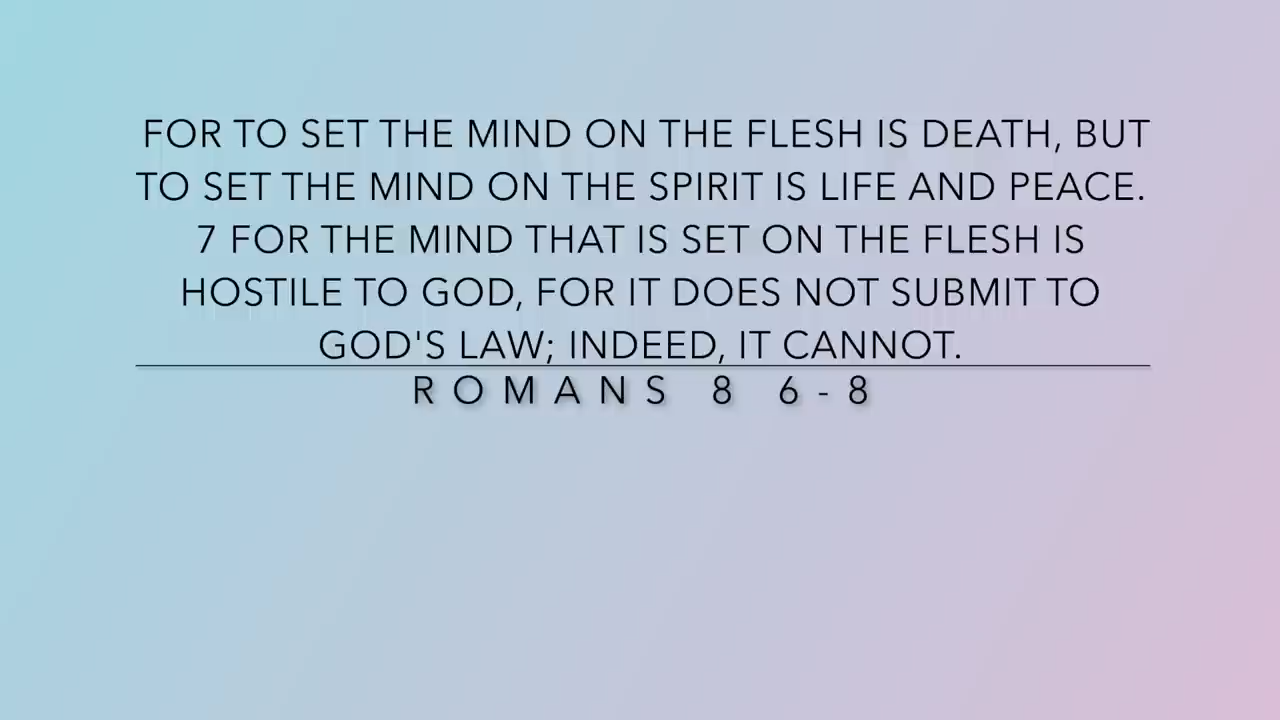 FOR TO SET THE MIND ON THE FLESH IS DEATH, BUT
TO SET THE MIND ON THE SPIRIT IS LIFE AND PEACE.
7 FOR THE MIND THAT IS SET ON THE FLESH IS
HOSTILE TO GOD, FOR IT DOES NOT SUBMIT TO
GOD'S LAW; INDEED, IT CANNOT.
ROMANS 8 6-8